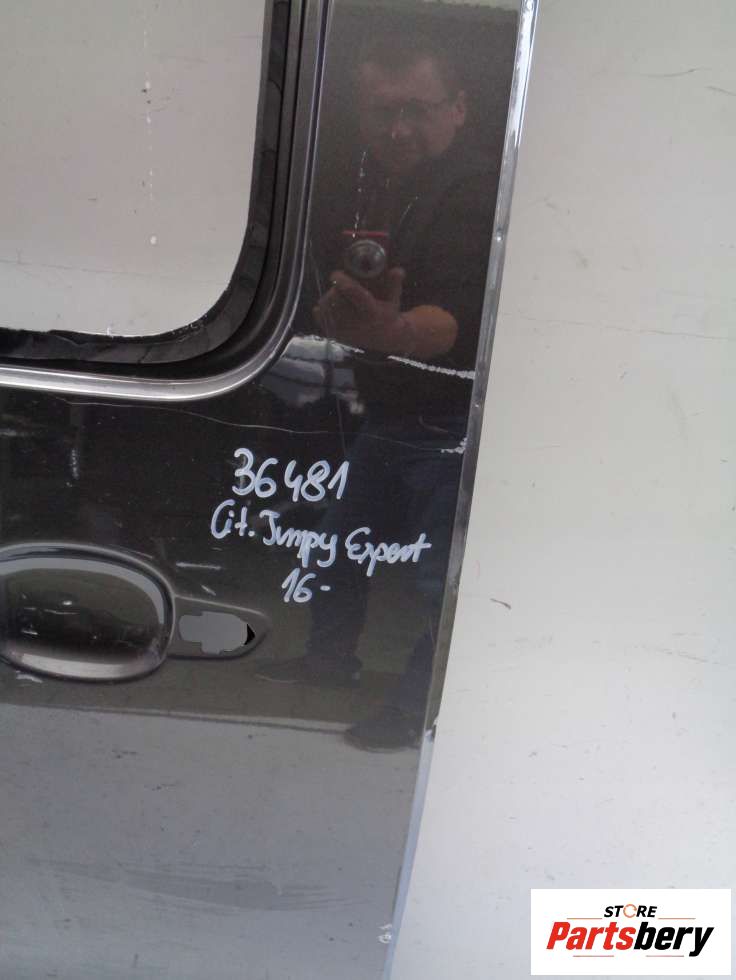 36481
Cit. Jumpy Expert
16-
STORE
Partsbery